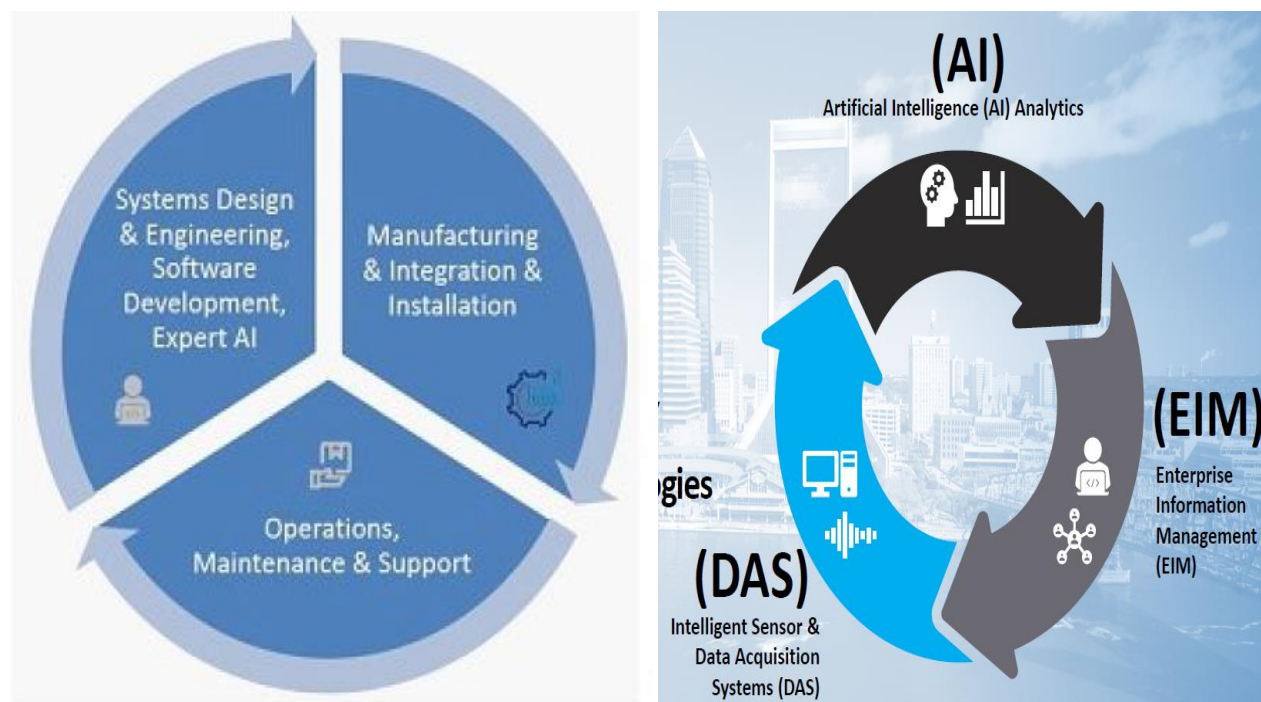 Systems Design
& Engineering,
Software
Development,
Expert AI
Manufacturing
& Integration &
Installation
Operations,
Maintenance & Support
(AI)
Artificial Intelligence (AI) Analytics
(EIM)
Enterprise
Information
Management
(EIM)
gies
(DAS)
Intelligent Sensor &
Data Acquisition
Systems (DAS)